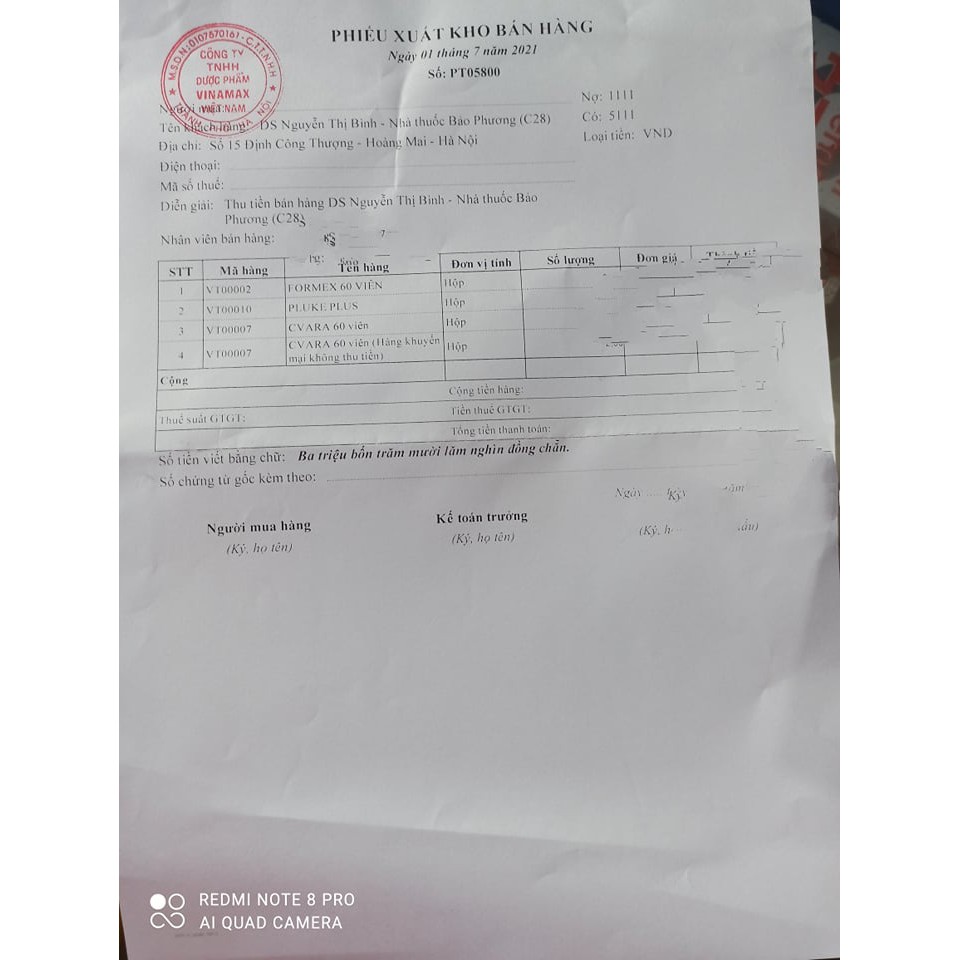 PHIẾU XUẤT KHO BÁN HÀNG
Ngày 01 tháng 7 năm 2021
Số: PT05800
M.S.D.N: 0107670161 - C.T.T.N.H.H
CÔNG TY
TNHH
DƯỢC PHẨM
VINAMAX
VIỆT NAM
Nợ: 1111
Có: 5111
Loại tiền: VND
Người mua:
Tên khách hàng: DS Nguyễn Thị Bình - Nhà thuốc Bảo Phương (C28)
Địa chỉ: Số 15 Định Công Thượng - Hoàng Mai - Hà Nội
Điện thoại:
Mã số thuế:
Diễn giải: Thu tiền bán hàng DS Nguyễn Thị Bình - Nhà thuốc Bảo
Phương (C28)
Nhân viên bán hàng:
STT Mã hàng Tên hàng Đơn vị tính Số lượng Đơn giá
1 VT00002 FORMEX 60 VIÊN Hộp
2 VT00010 PLUKE PLUS Hộp
3 VT00007 CVARA 60 viên Hộp
4 VT00007 CVARA 60 viên (Hàng khuyến Hộp
mại không thu tiền)
Cộng
Cộng tiền hàng:
Thuế suất GTGT: Tiền thuế GTGT:
Tổng tiền thanh toán:
Số tiền viết bằng chữ: Ba triệu bốn trăm mười lăm nghìn đồng chẵn.
Số chứng từ gốc kèm theo:
Ngày
Người mua hàng Kế toán trưởng
(Ký, họ tên) (Ký, họ tên) (Ký,
REDMI NOTE 8 PRO
AI QUAD CAMERA